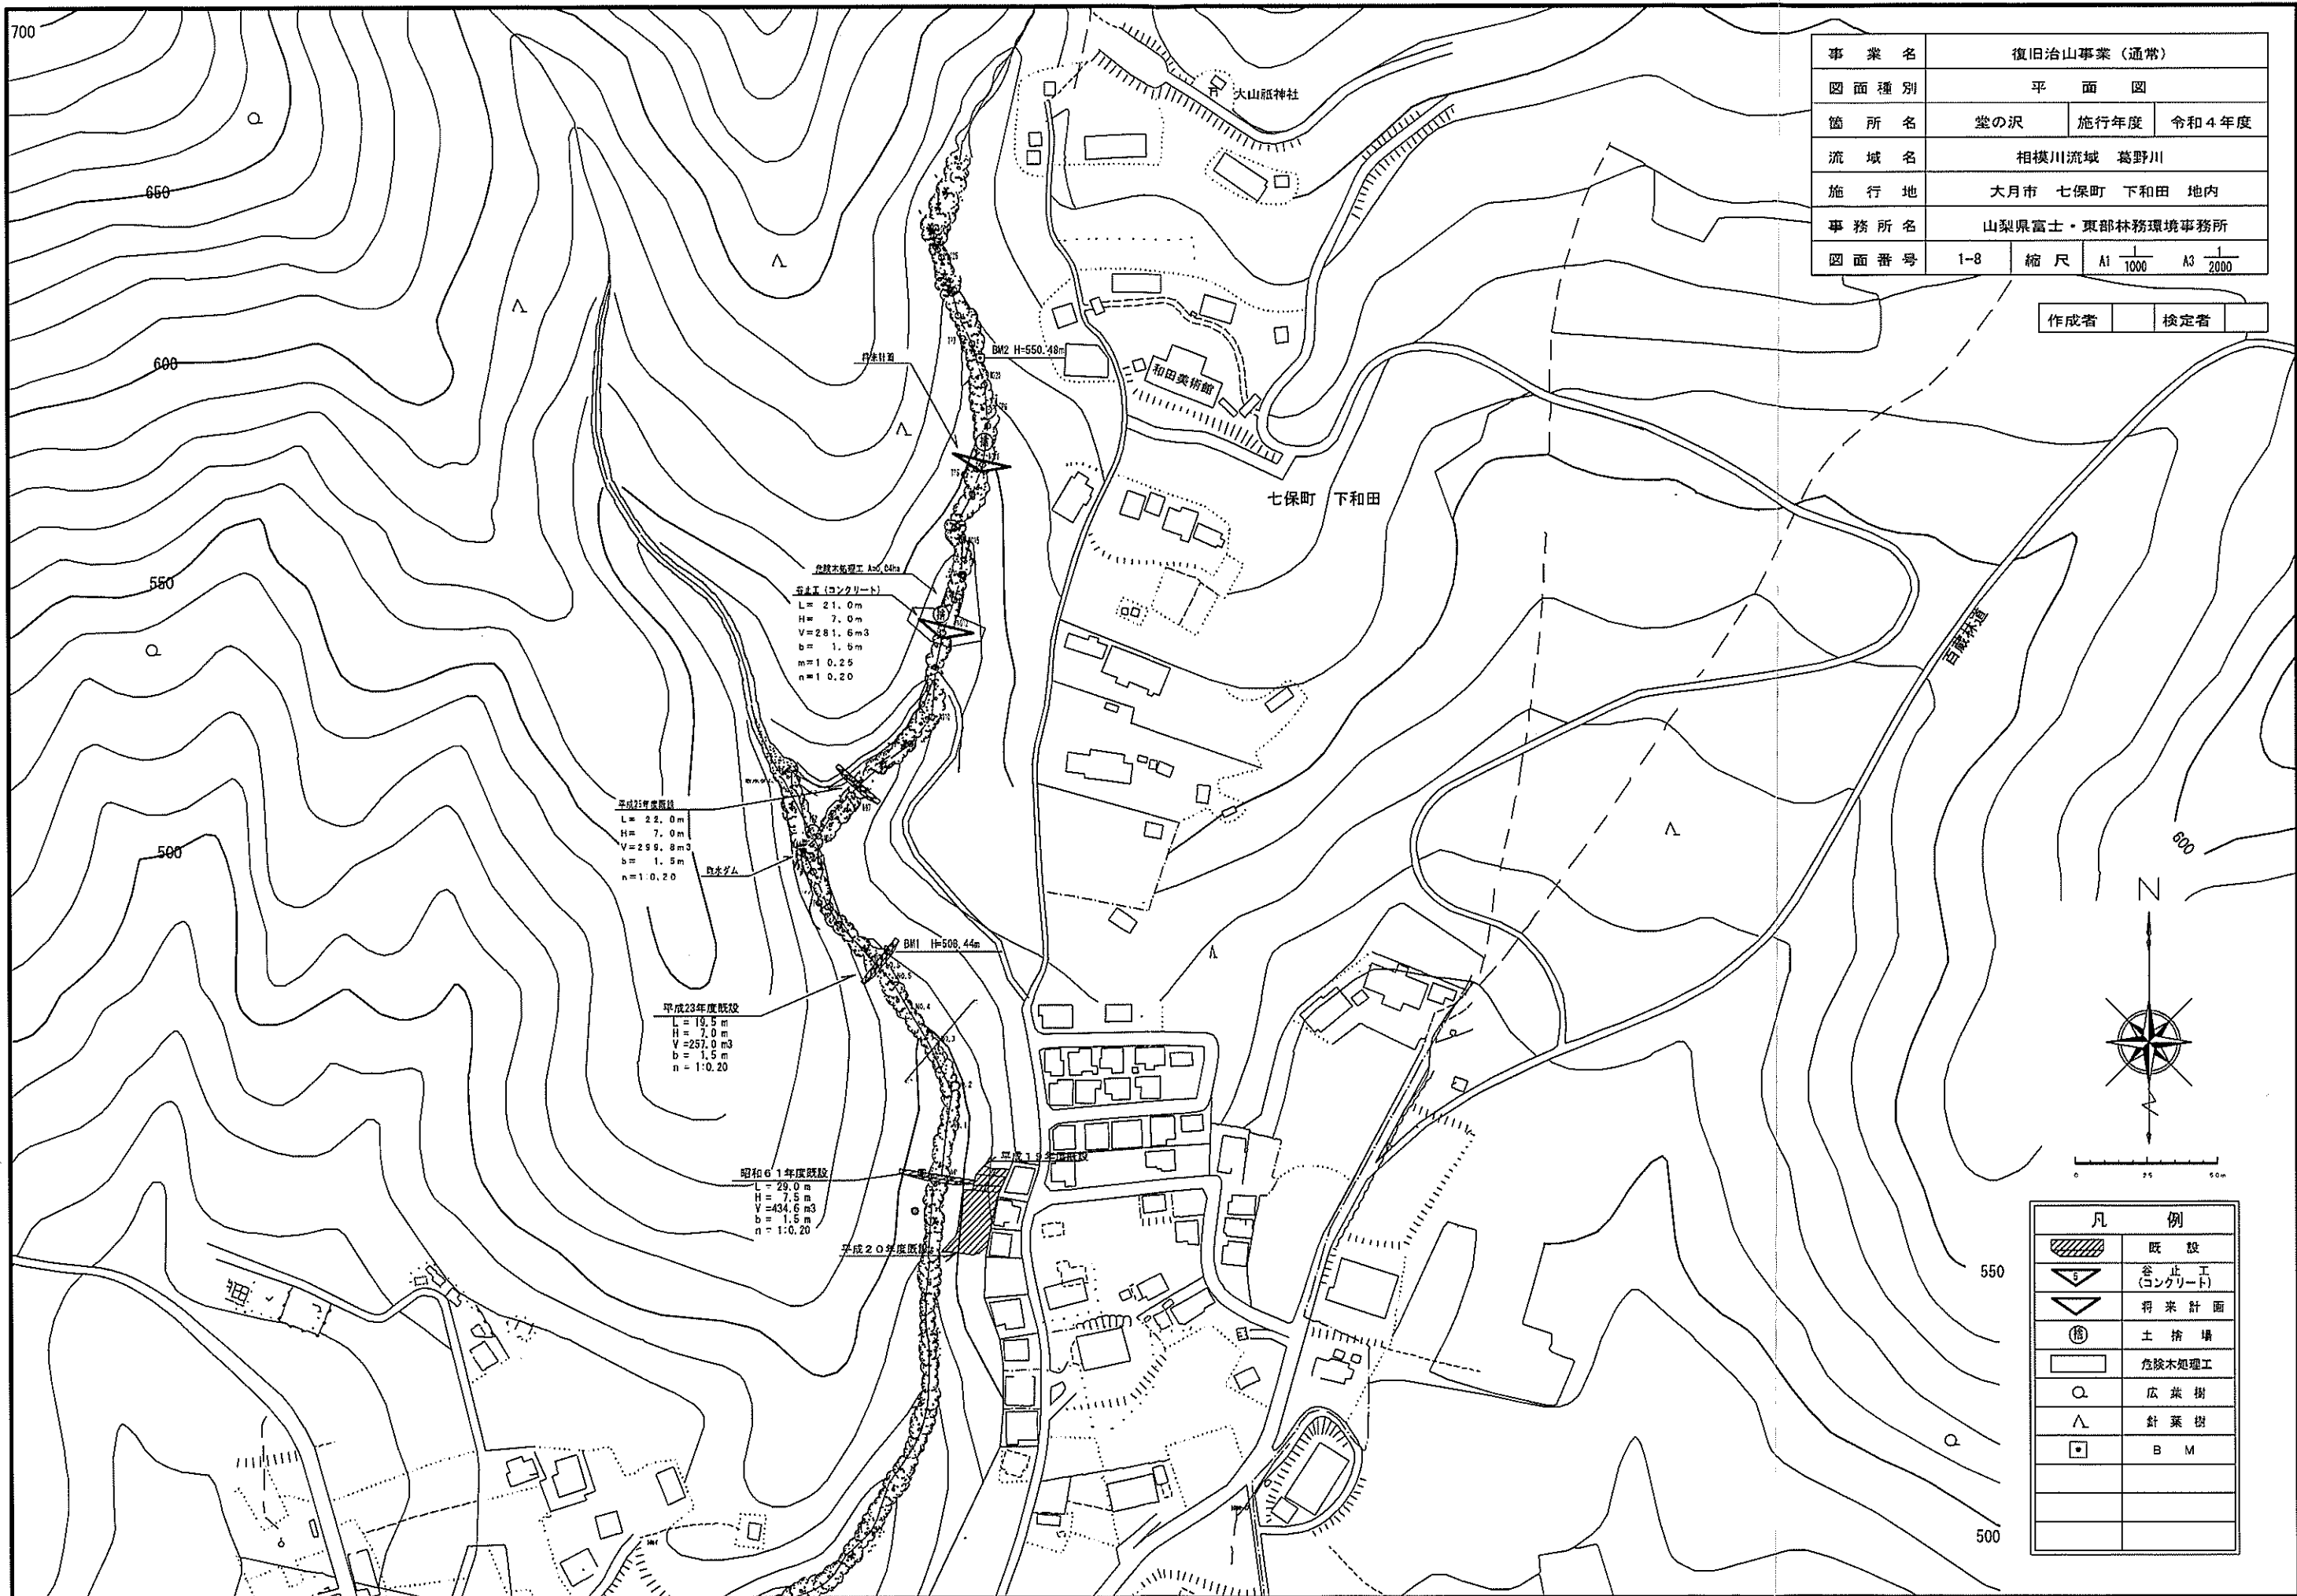 事業名 復旧治山事業（通常）
図面種別 平面図
箇所名 堂の沢 施行年度 令和４年度
流域名 相模川流域 葛野川
施行地 大月市 七保町 下和田 地内
事務所名 山梨県富士・東部林務環境事務所
図面番号 1-8 縮尺 A1 1/1000 A3 1/2000
作成者 検定者
700
650
600
550
500
大山祇神社
BM2 H=550.48m
和田美術館
将来計画
七保町 下和田
危険木処理工 A=0.04ha
谷止工（コンクリート）
L= 21.0m
H= 7.0m
V=281.6m3
b= 1.5m
m=1:0.25
n=1:0.20
百蔵林道
600
L= 22.0m
H= 7.0m
V=299.8m3
b= 1.5m
n=1:0.20
BM1 H=506.44m
平成23年度既設
L = 19.5 m
H = 7.0 m
V =257.0 m3
b = 1.5 m
n = 1:0.20
NO.5
NO.4
昭和６１年度既設
L = 29.0 m
H = 7.5 m
V =434.6 m3
b = 1.5 m
n = 1:0.20
平成１９年度既設
平成２０年度既設
N
0 25 50m
550
500
凡例
既設
谷止工
(コンクリート)
将来計画
捨 土捨場
危険木処理工
広葉樹
針葉樹
BM